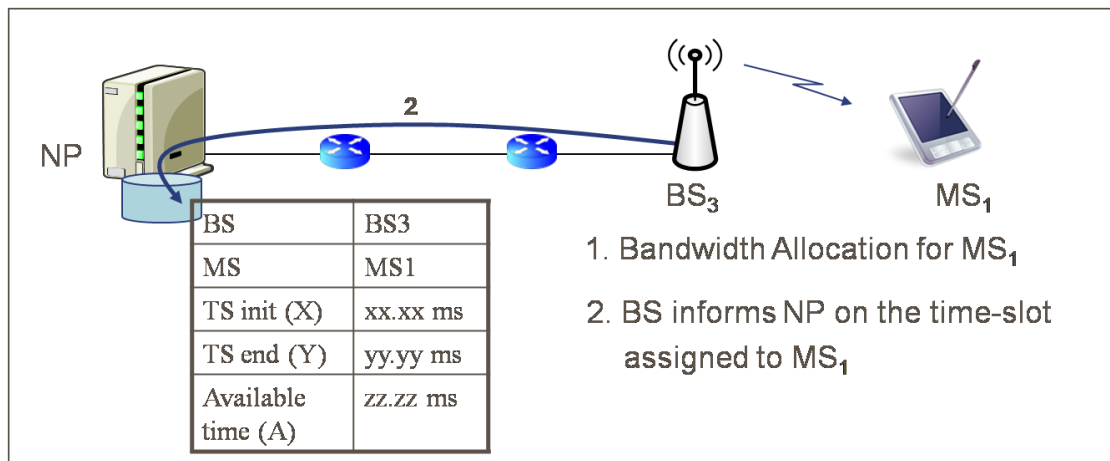 2
NP
BS₃
MS₁
BS BS3
MS MS1
TS init (X) xx.xx ms
TS end (Y) yy.yy ms
Available zz.zz ms
time (A)
1. Bandwidth Allocation for MS₁
2. BS informs NP on the time-slot
assigned to MS₁